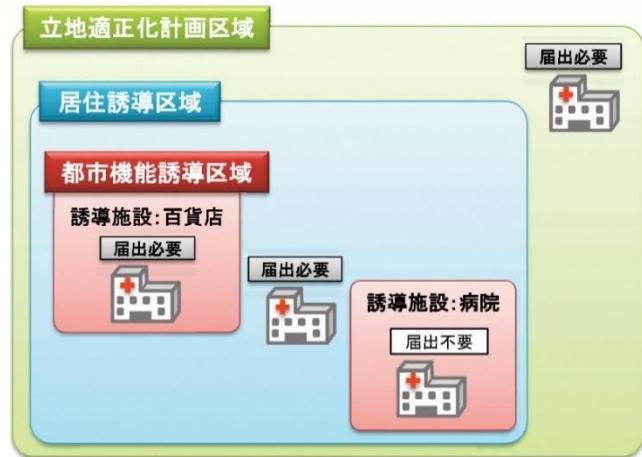 立地適正化計画区域
届出必要
居住誘導区域
都市機能誘導区域
誘導施設:百貨店
届出必要
届出必要
誘導施設:病院
届出不要